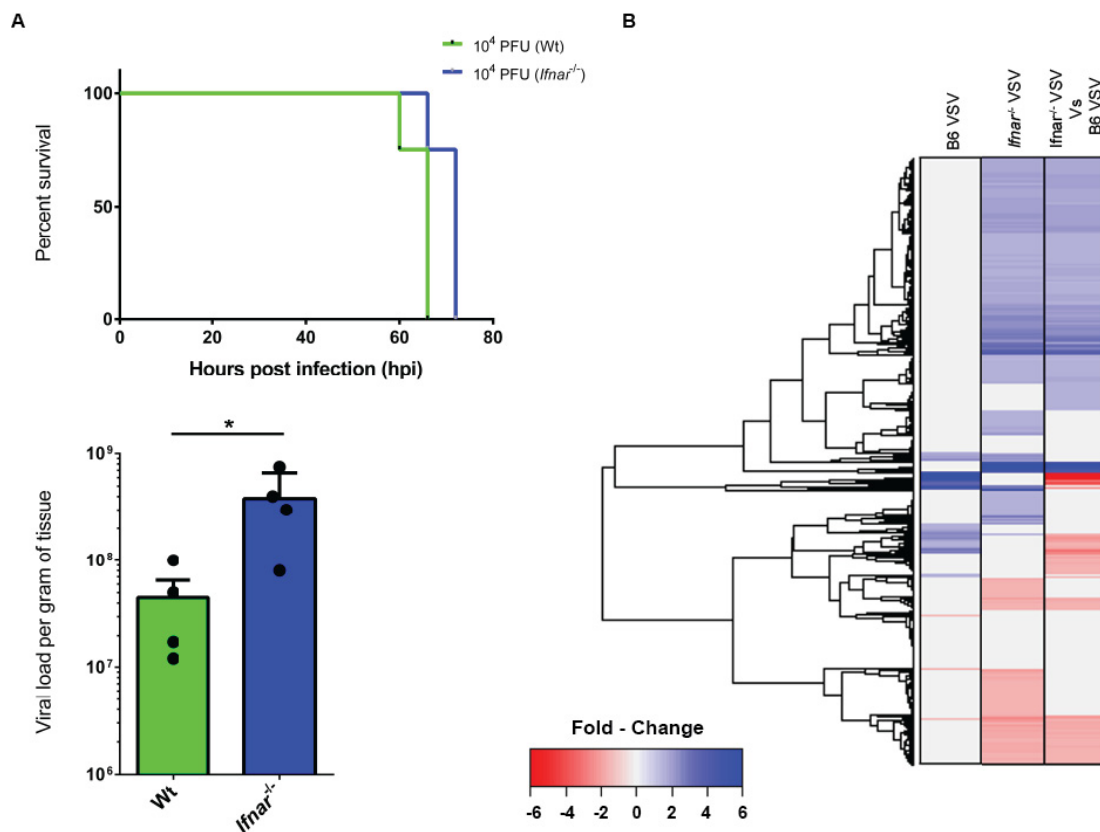 A
10⁴ PFU (Wt)
10⁴ PFU (Ifnar⁻/⁻)
100
50
0
Percent survival
0 20 40 60 80
Hours post infection (hpi)
*
10⁹
10⁸
10⁷
10⁶
Viral load per gram of tissue
Wt
Ifnar⁻/⁻
B
B6 VSV
Ifnar⁻/⁻ VSV
Ifnar⁻/⁻ VSV
Vs
B6 VSV
Fold - Change
-6 -4 -2 0 2 4 6